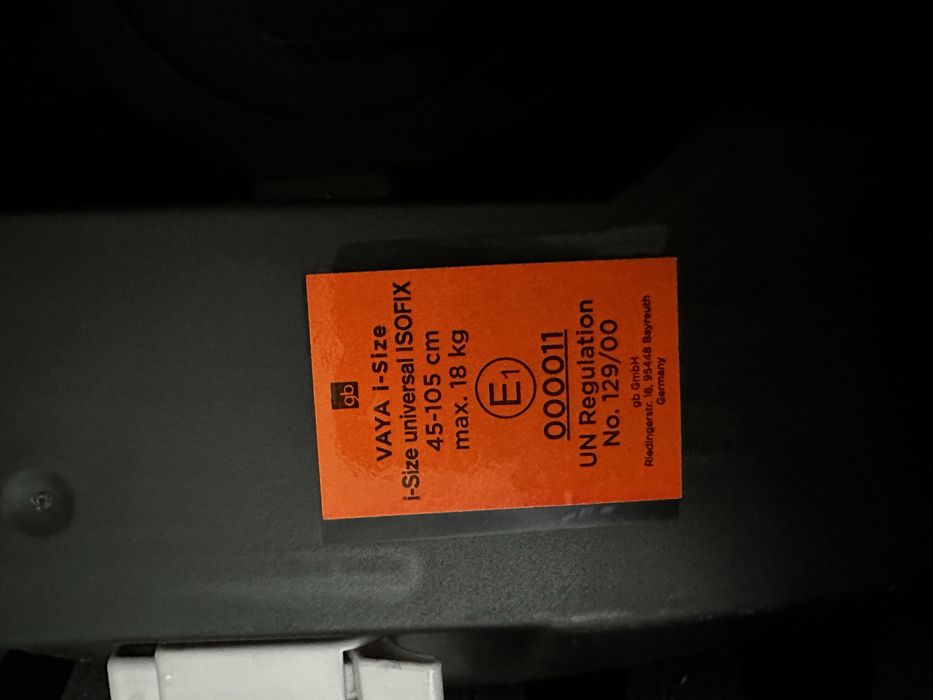 gb
VAYA i-Size
i-Size universal ISOFIX
45-105 cm
max. 18 kg
E1
000011
UN Regulation
No. 129/00
gb GmbH
Riedingerstr. 18, 95448 Bayreuth
Germany